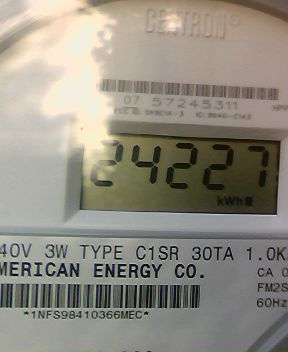 CENTRON®
07 57245311
24227
kWh
40V 3W TYPE C1SR 30TA 1.0K
MERICAN ENERGY CO.
CA 0
FM2S
60Hz
*1NFS98410366MEC*